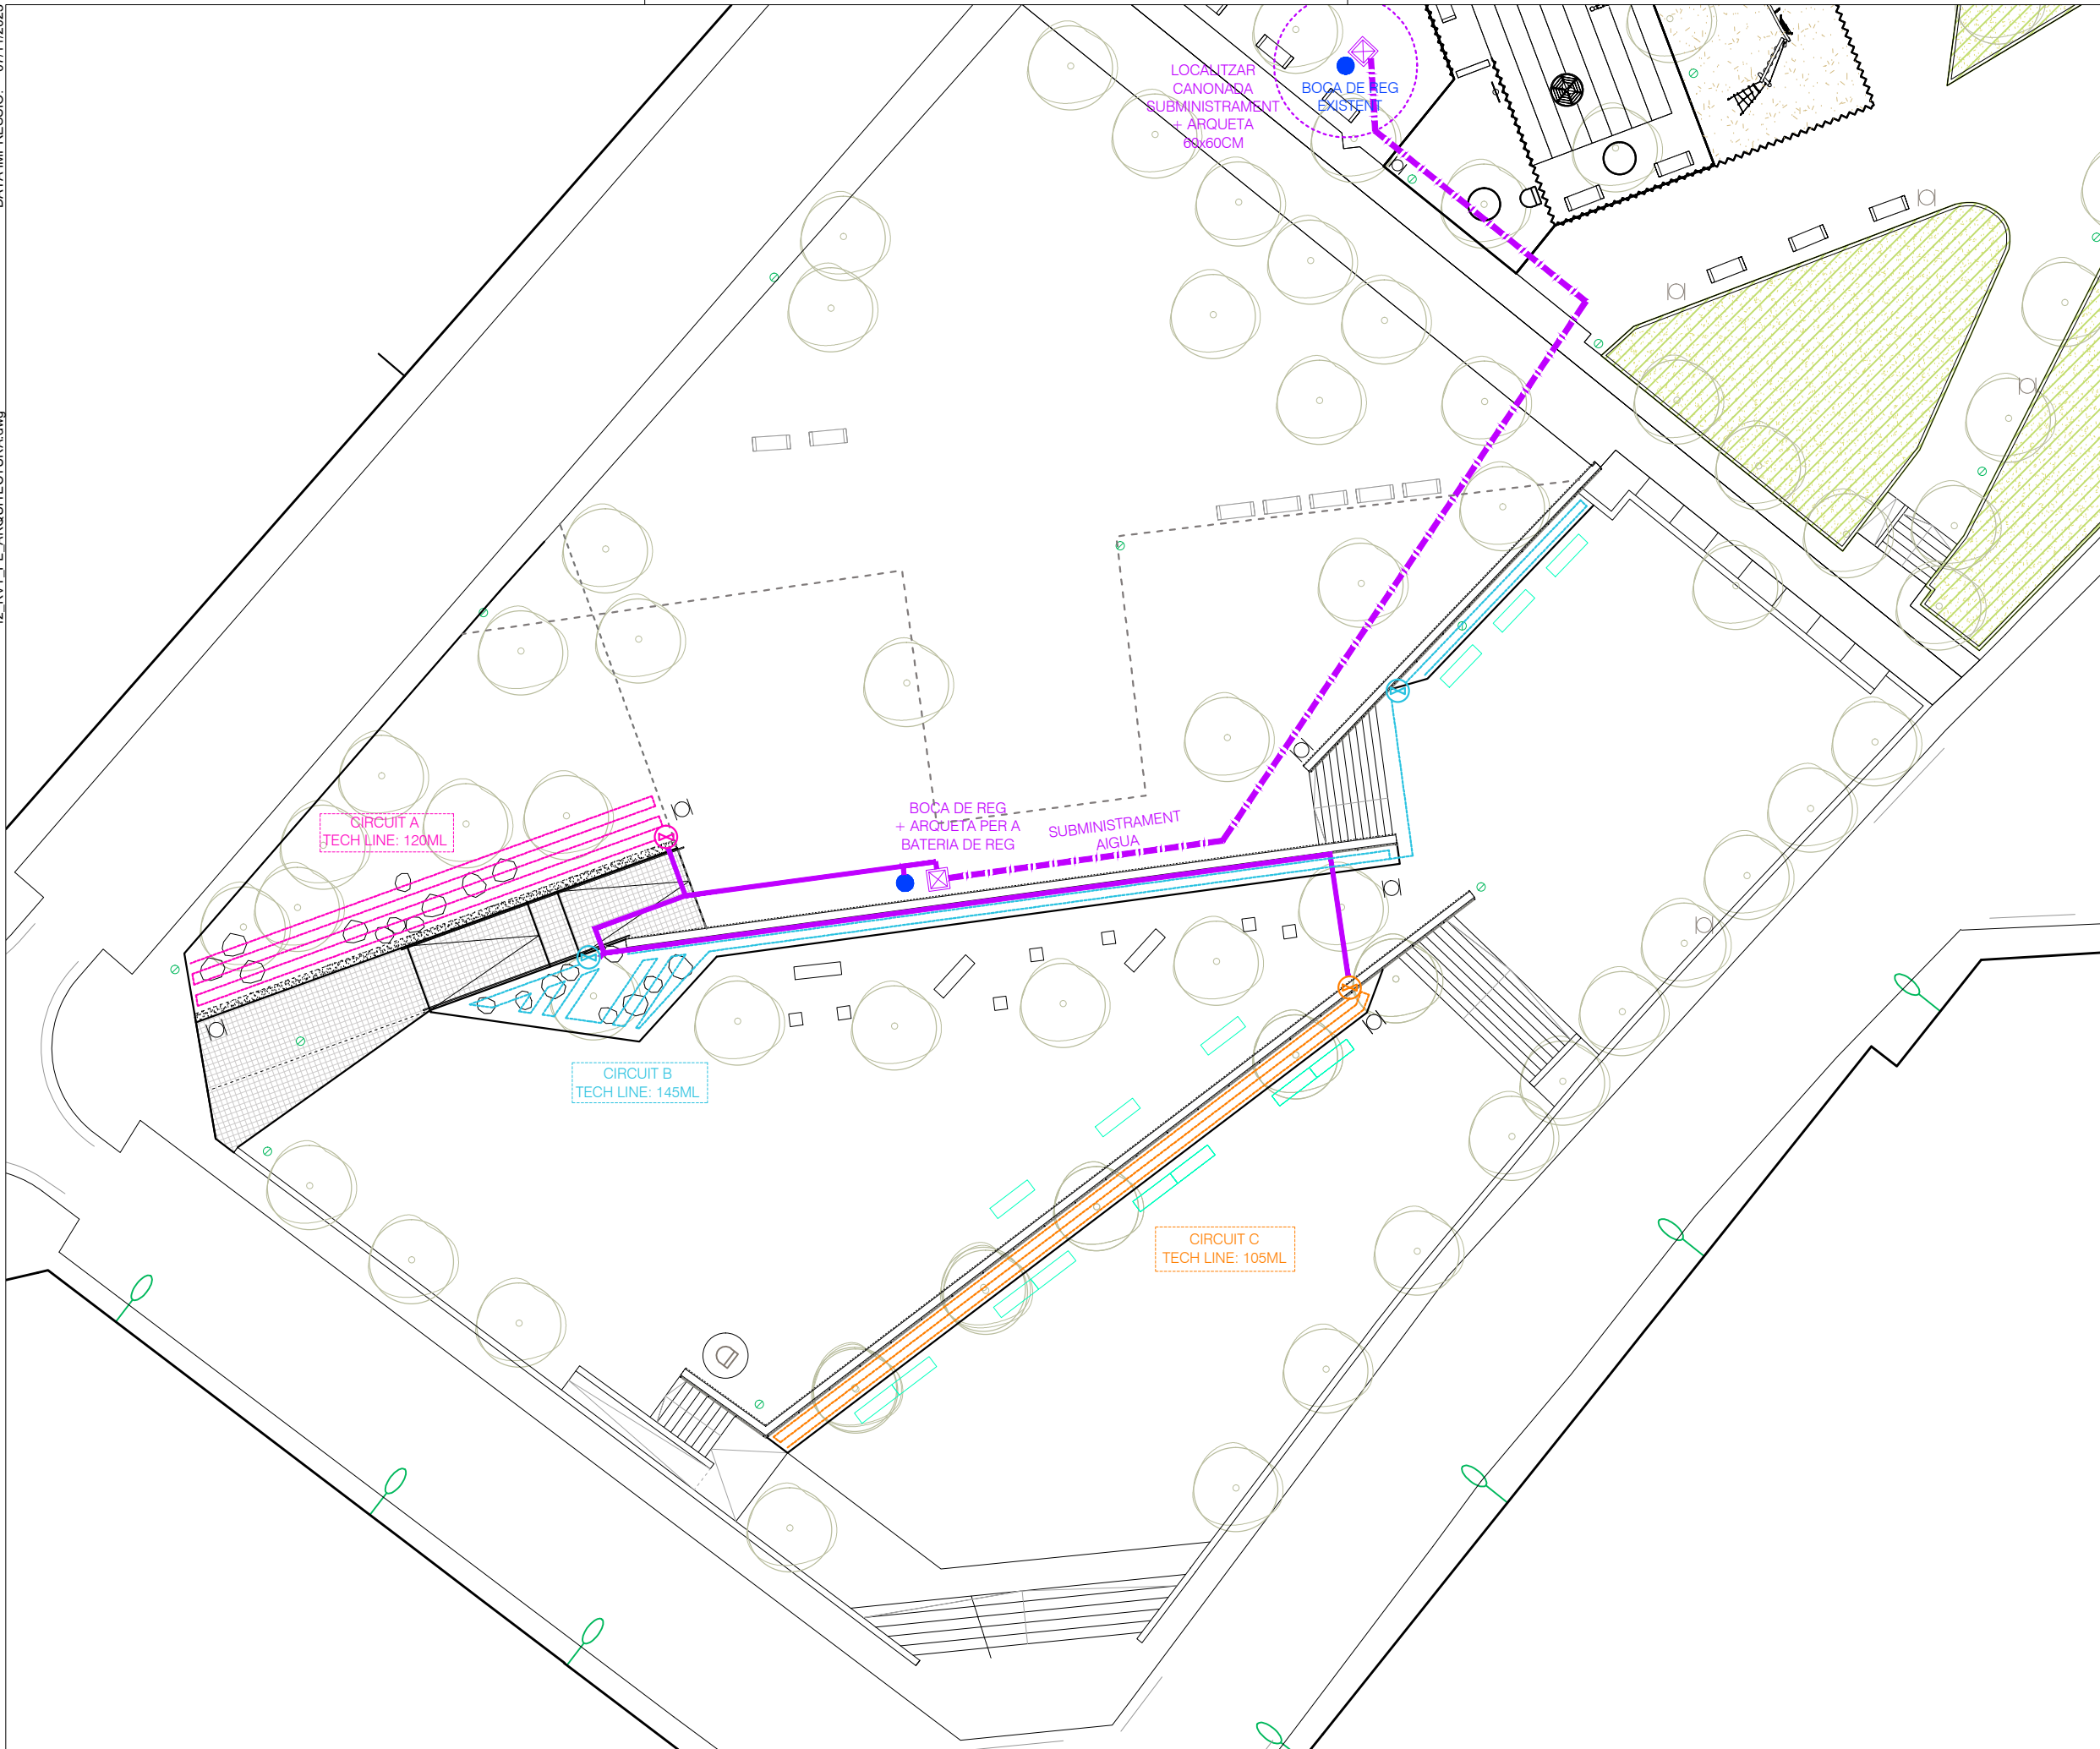 LOCALITZAR
CANONADA
SUBMINISTRAMENT
+ ARQUETA
60x60CM
BOCA DE REG
EXISTENT
BOCA DE REG
+ ARQUETA PER A
BATERIA DE REG
SUBMINISTRAMENT
AIGUA
CIRCUIT A
TECH LINE: 120ML
CIRCUIT B
TECH LINE: 145ML
CIRCUIT C
TECH LINE: 105ML